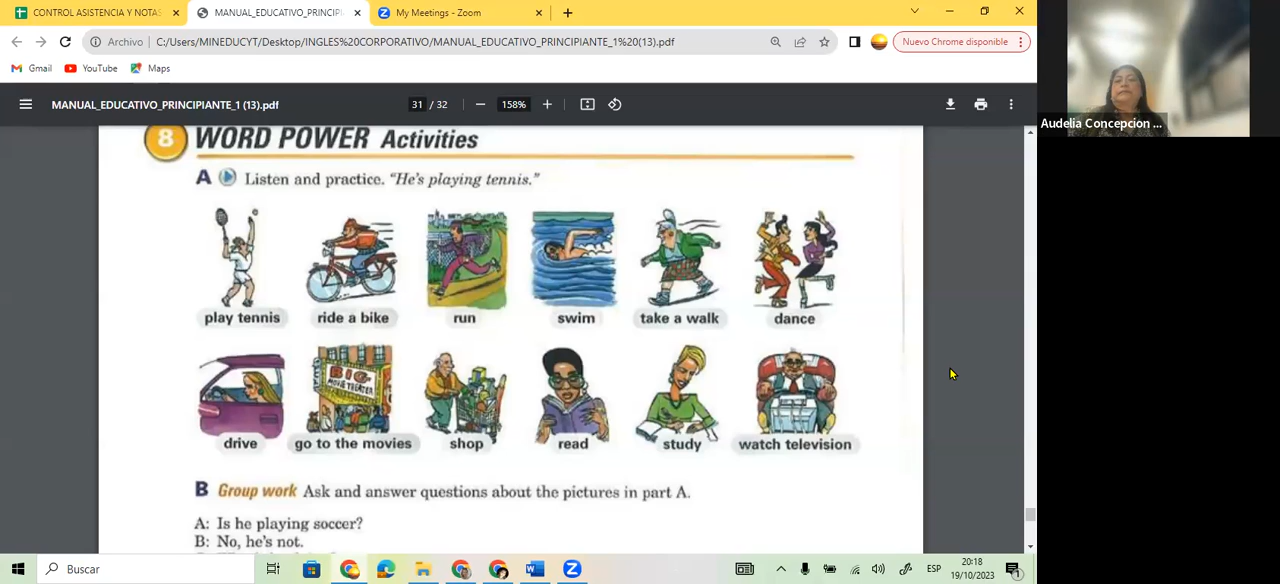 CONTROL ASISTENCIA Y NOTAS
MANUAL_EDUCATIVO_PRINCIPI
My Meetings - Zoom
Archivo
C:/Users/MINEDUCYT/Desktop/INGLES%20CORPORATIVO/MANUAL_EDUCATIVO_PRINCIPIANTE_1%20(13).pdf
Nuevo Chrome disponible
Gmail
YouTube
Maps
Audelia Concepcion ...
MANUAL_EDUCATIVO_PRINCIPIANTE_1 (13).pdf
31 / 32
158%
8 WORD POWER Activities
A Listen and practice. "He's playing tennis."
play tennis
ride a bike
run
swim
take a walk
dance
BIG
MOVIE THEATER
drive
go to the movies
shop
read
study
watch television
B Group work Ask and answer questions about the pictures in part A.
A: Is he playing soccer?
B: No, he's not.
Buscar
ESP
20:18
19/10/2023